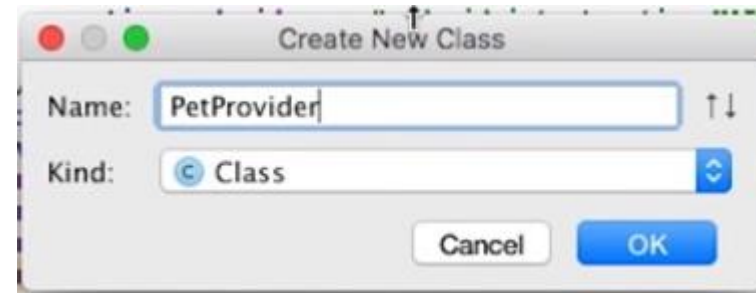 Create New Class
Name: PetProvider
Kind: C Class
Cancel OK